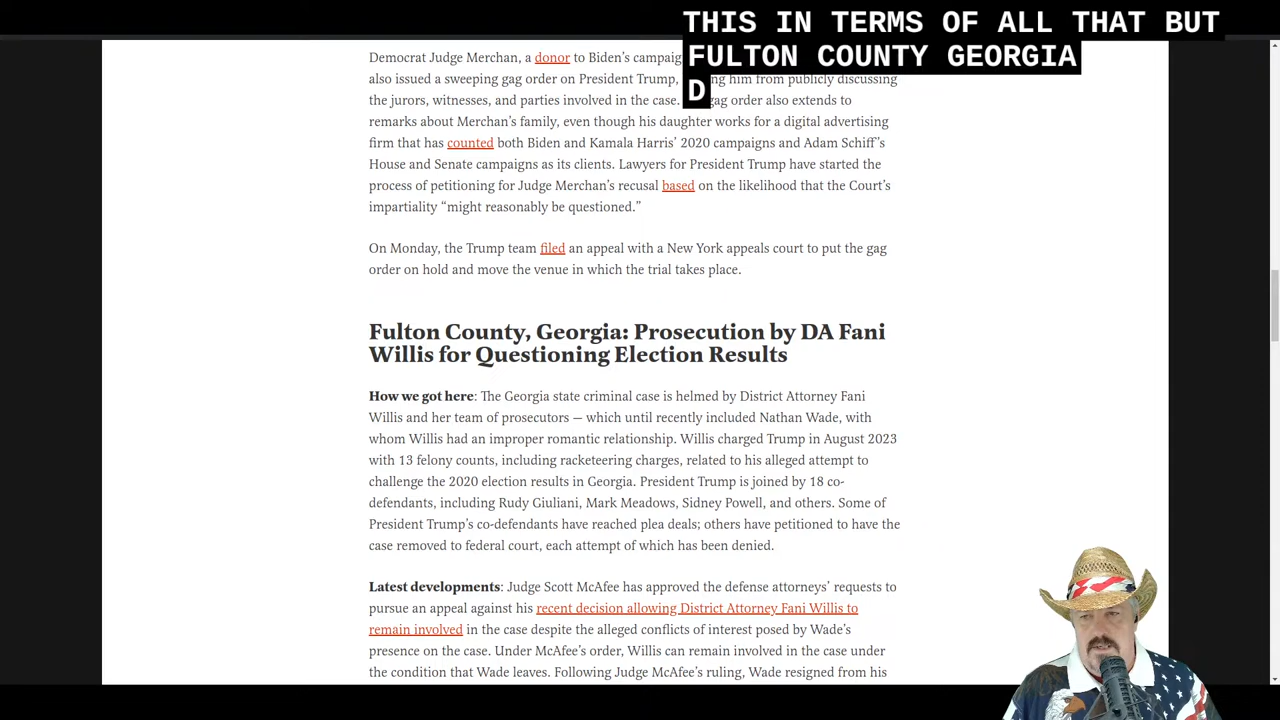 THIS IN TERMS OF ALL THAT BUT
FULTON COUNTY GEORGIA
D
Democrat Judge Merchan, a donor to Biden's campaig
also issued a sweeping gag order on President Trump, ng him from publicly discussing
the jurors, witnesses, and parties involved in the case. gag order also extends to
remarks about Merchan's family, even though his daughter works for a digital advertising
firm that has counted both Biden and Kamala Harris' 2020 campaigns and Adam Schiff's
House and Senate campaigns as its clients. Lawyers for President Trump have started the
process of petitioning for Judge Merchan's recusal based on the likelihood that the Court's
impartiality “might reasonably be questioned.”
On Monday, the Trump team filed an appeal with a New York appeals court to put the gag
order on hold and move the venue in which the trial takes place.
Fulton County, Georgia: Prosecution by DA Fani
Willis for Questioning Election Results
How we got here: The Georgia state criminal case is helmed by District Attorney Fani
Willis and her team of prosecutors — which until recently included Nathan Wade, with
whom Willis had an improper romantic relationship. Willis charged Trump in August 2023
with 13 felony counts, including racketeering charges, related to his alleged attempt to
challenge the 2020 election results in Georgia. President Trump is joined by 18 co-
defendants, including Rudy Giuliani, Mark Meadows, Sidney Powell, and others. Some of
President Trump's co-defendants have reached plea deals; others have petitioned to have the
case removed to federal court, each attempt of which has been denied.
Latest developments: Judge Scott McAfee has approved the defense attorneys' requests to
pursue an appeal against his recent decision allowing District Attorney Fani Willis to
remain involved in the case despite the alleged conflicts of interest posed by Wade's
presence on the case. Under McAfee's order, Willis can remain involved in the case under
the condition that Wade leaves. Following Judge McAfee's ruling, Wade resigned from his